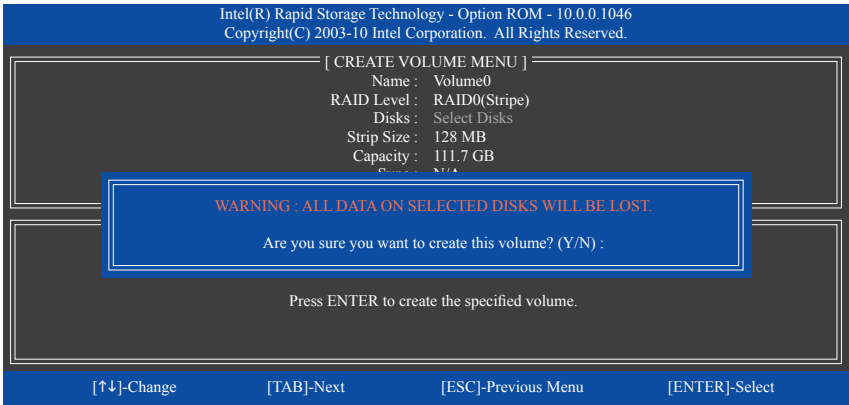 Intel(R) Rapid Storage Technology - Option ROM - 10.0.0.1046
Copyright(C) 2003-10 Intel Corporation. All Rights Reserved.
[ CREATE VOLUME MENU ]
Name : Volume0
RAID Level : RAID0(Stripe)
Disks : Select Disks
Strip Size : 128 MB
Capacity : 111.7 GB
Sync : N/A
WARNING : ALL DATA ON SELECTED DISKS WILL BE LOST.
Are you sure you want to create this volume? (Y/N) :
Press ENTER to create the specified volume.
[↑↓]-Change [TAB]-Next [ESC]-Previous Menu [ENTER]-Select